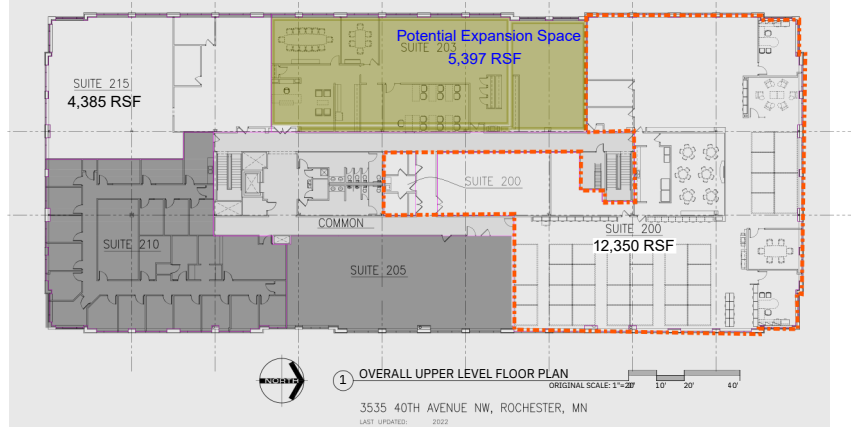 Potential Expansion Space
SUITE 203
5,397 RSF
SUITE 215
4,385 RSF
SUITE 200
COMMON
SUITE 200
12,350 RSF
SUITE 210
SUITE 205
NORTH
1 OVERALL UPPER LEVEL FLOOR PLAN
ORIGINAL SCALE: 1"=20'
10' 20' 40'
3535 40TH AVENUE NW, ROCHESTER, MN
LAST UPDATED: 2022